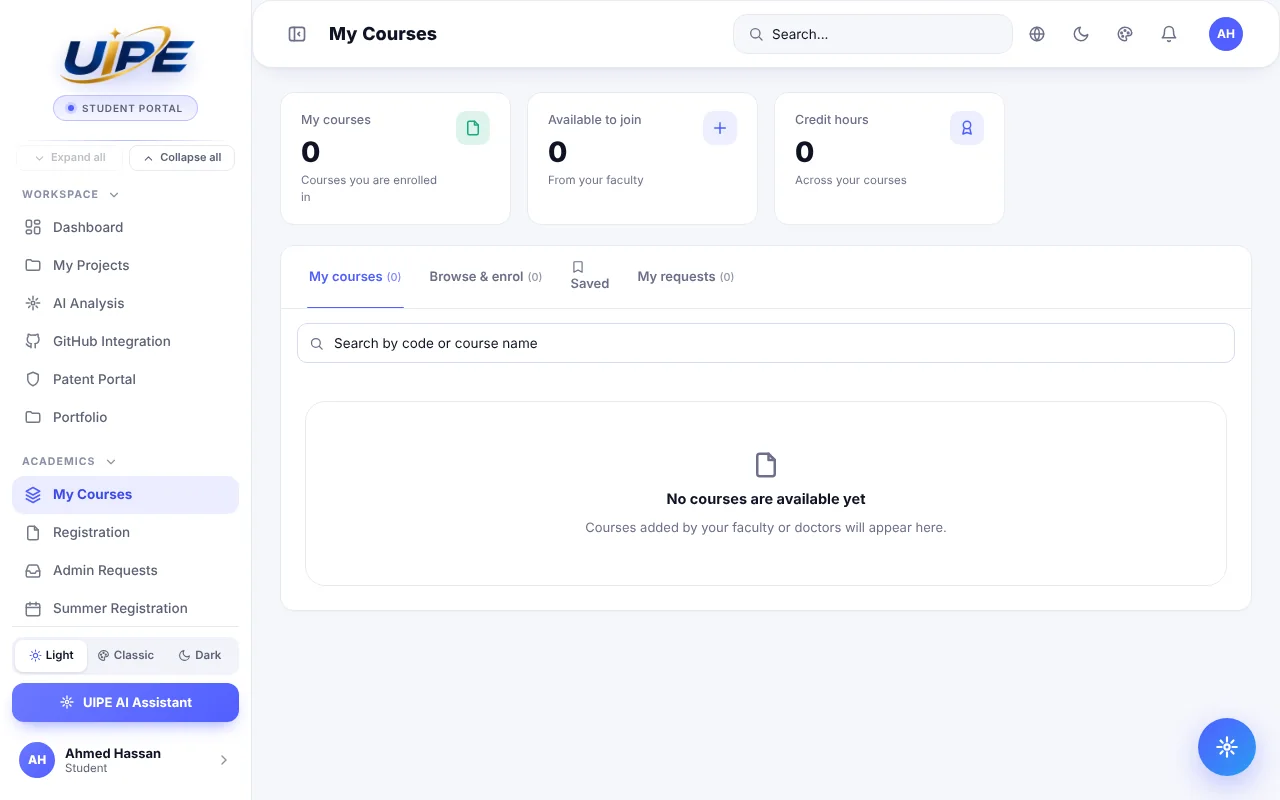 UIPE
STUDENT PORTAL
Expand all
Collapse all
WORKSPACE
Dashboard
My Projects
AI Analysis
GitHub Integration
Patent Portal
Portfolio
ACADEMICS
My Courses
Registration
Admin Requests
Summer Registration
Light
Classic
Dark
UIPE AI Assistant
AH
Ahmed Hassan
Student
My Courses
Search...
AH
My courses
0
Courses you are enrolled
in
Available to join
0
From your faculty
Credit hours
0
Across your courses
My courses (0)
Browse & enrol (0)
Saved
My requests (0)
Search by code or course name
No courses are available yet
Courses added by your faculty or doctors will appear here.